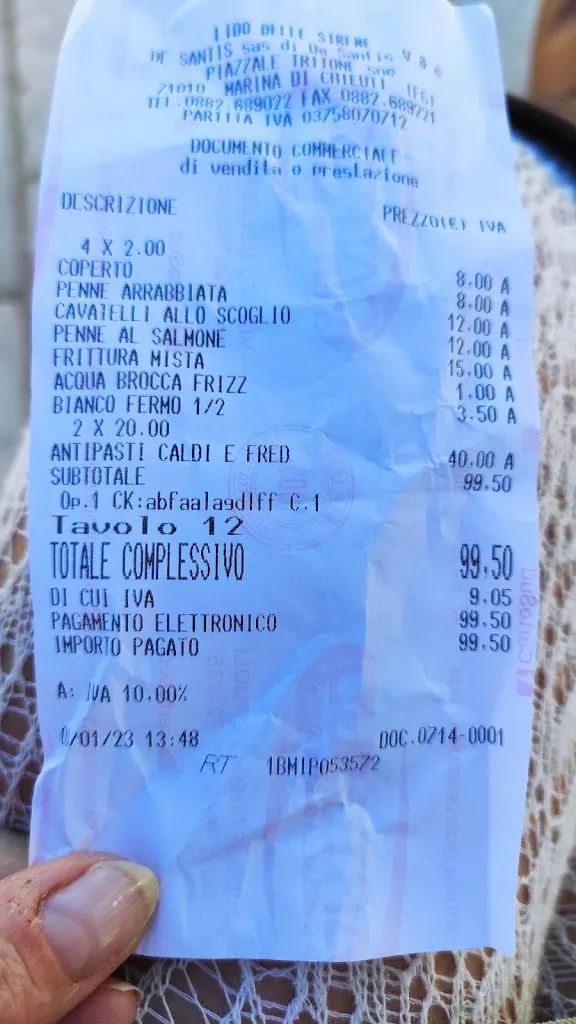 LIDO DELLE SIRENE
DE SANTIS sas di De Santis V.& c
PIAZZALE TRITONE snc
71010 MARINA DI CHIEUTI (FG)
TEL.0882.689022 FAX 0882.689221
PARTITA IVA 03758070712
DOCUMENTO COMMERCIALE
di vendita o prestazione
DESCRIZIONE PREZZO(€) IVA
4 X 2.00
COPERTO 8.00 A
PENNE ARRABBIATA 8.00 A
CAVATELLI ALLO SCOGLIO 12.00 A
PENNE AL SALMONE 12.00 A
FRITTURA MISTA 15.00 A
ACQUA BROCCA FRIZZ 1.00 A
BIANCO FERMO 1/2 3.50 A
2 X 20.00
ANTIPASTI CALDI E FRED 40.00 A
SUBTOTALE 99.50
Op.1 CK:abfaalagdlff C.1
Tavolo 12
TOTALE COMPLESSIVO 99.50
DI CUI IVA 9.05
PAGAMENTO ELETTRONICO 99.50
IMPORTO PAGATO 99.50
A: IVA 10.00%
/01/23 13:48 DOC.0714-0001
RT 1BMIP053572